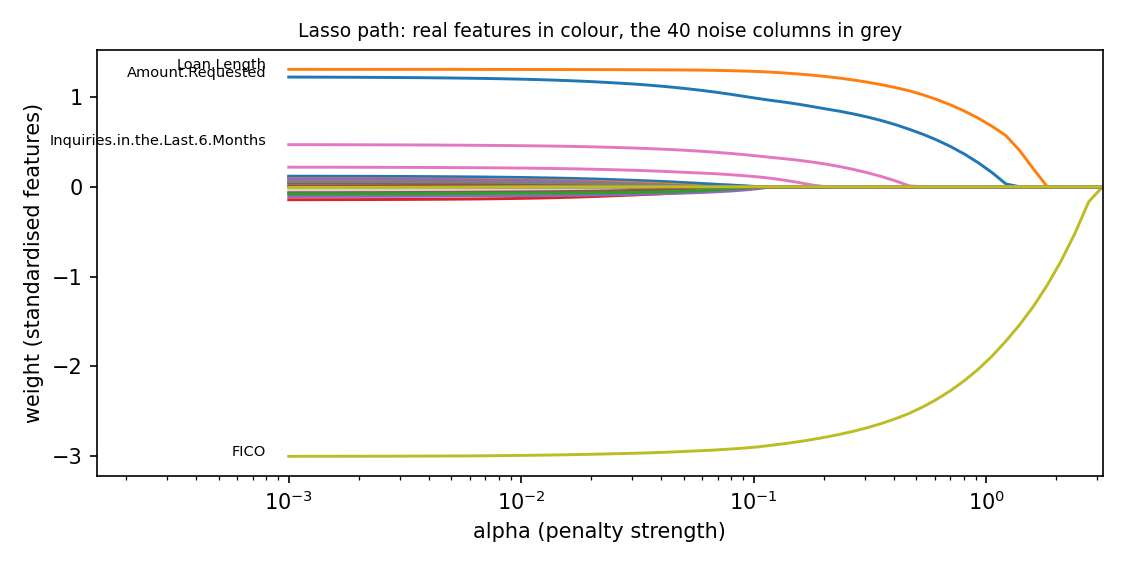 Lasso path: real features in colour, the 40 noise columns in grey
Loan.Length
Amount.Requested
1
Inquiries.in.the.Last.6.Months
0
−1
−2
FICO
−3
weight (standardised features)
10⁻³
10⁻²
10⁻¹
10⁰
alpha (penalty strength)